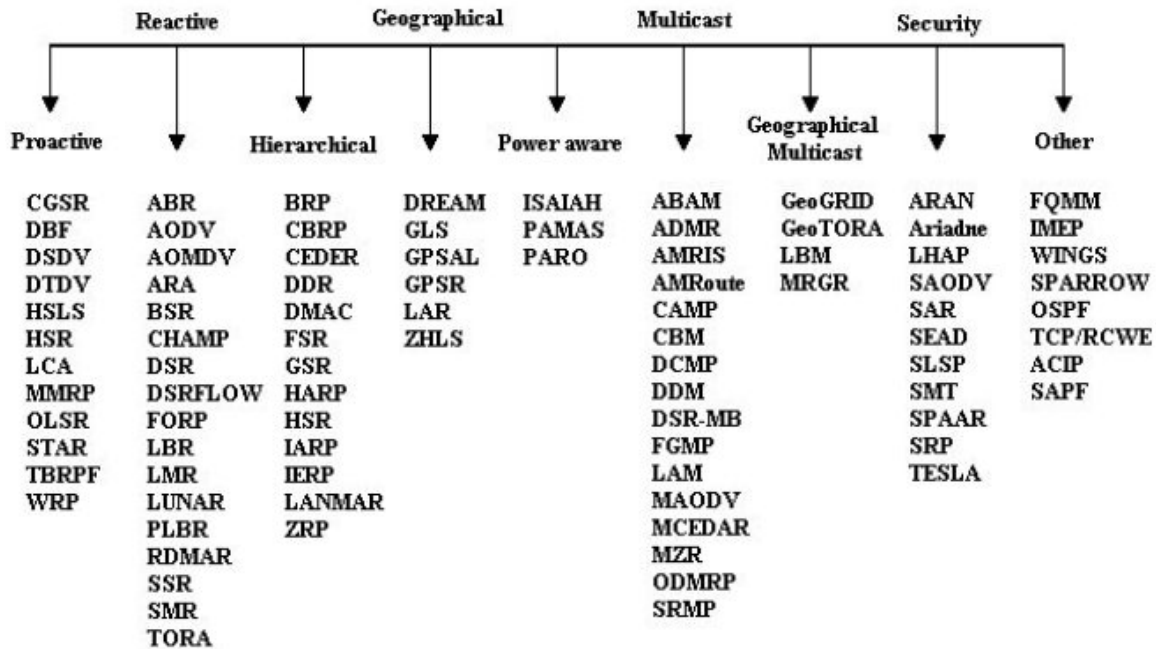 Reactive Geographical Multicast Security
Proactive Hierarchical Power aware Geographical Multicast Other
CGSR ABR BRP DREAM ISAIAH ABAM GeoGRID ARAN FQMM
DBF AODV CBRP GLS PAMAS ADMR GeoTORA Ariadne IMEP
DSDV AOMDV CEDER GPSAL PARO AMRIS LBM LHAP WINGS
DTDV ARA DDR GPSR AMRoute MRGR SAODV SPARROW
HSLS BSR DMAC LAR CAMP SAR OSPF
HSR CHAMP FSR ZHLS CBM SEAD TCP/RCWE
LCA DSR GSR DCMP SLSP ACIP
MMRP DSRFLOW HARP DDM SMT SAPF
OLSR FORP HSR DSR-MB SPAAR
STAR LBR IARP FGMP SRP
TBRPF LMR IERP LAM TESLA
WRP LUNAR LANMAR MAODV
PLBR ZRP MCEDAR
RDMAR MZR
SSR ODMRP
SMR SRMP
TORA